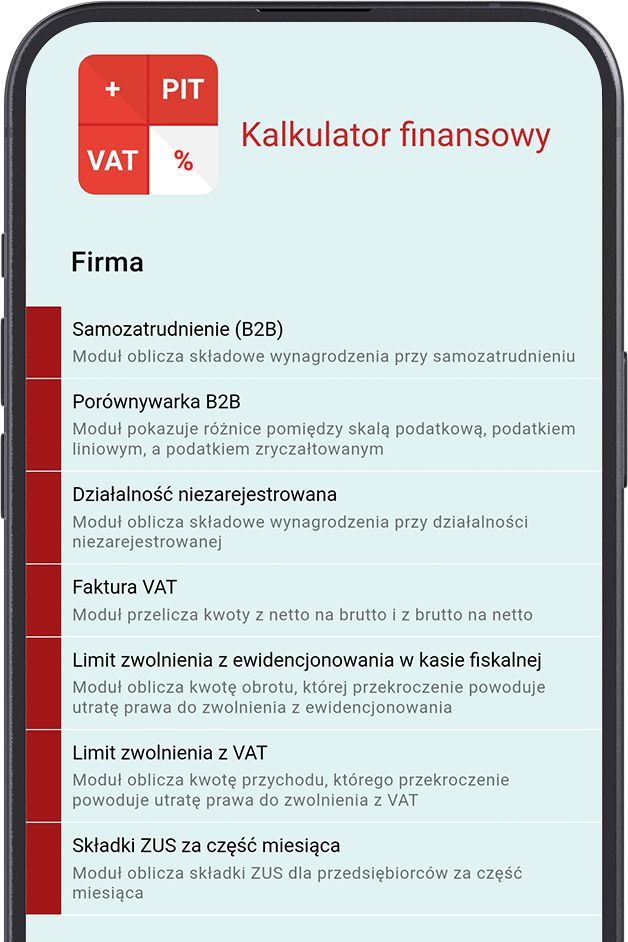 + PIT
VAT %
Kalkulator finansowy
Firma
Samozatrudnienie (B2B)
Moduł oblicza składowe wynagrodzenia przy samozatrudnieniu
Porównywarka B2B
Moduł pokazuje różnice pomiędzy skalą podatkową, podatkiem
liniowym, a podatkiem zryczałtowanym
Działalność niezarejestrowana
Moduł oblicza składowe wynagrodzenia przy działalności
niezarejestrowanej
Faktura VAT
Moduł przelicza kwoty z netto na brutto i z brutto na netto
Limit zwolnienia z ewidencjonowania w kasie fiskalnej
Moduł oblicza kwotę obrotu, której przekroczenie powoduje
utratę prawa do zwolnienia z ewidencjonowania
Limit zwolnienia z VAT
Moduł oblicza kwotę przychodu, którego przekroczenie
powoduje utratę prawa do zwolnienia z VAT
Składki ZUS za część miesiąca
Moduł oblicza składki ZUS dla przedsiębiorców za część
miesiąca